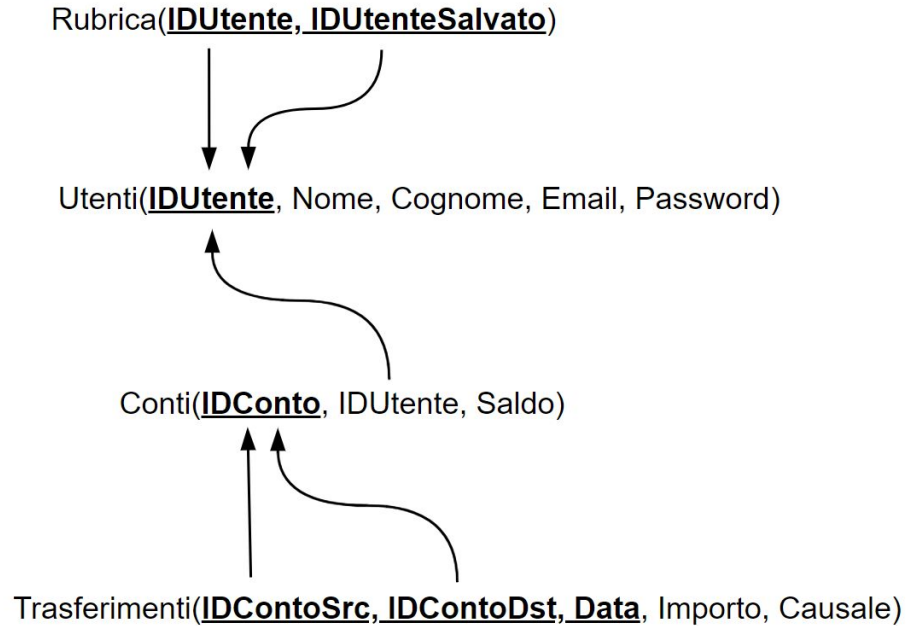 Rubrica(IDUtente, IDUtenteSalvato)
Utenti(IDUtente, Nome, Cognome, Email, Password)
Conti(IDConto, IDUtente, Saldo)
Trasferimenti(IDContoSrc, IDContoDst, Data, Importo, Causale)